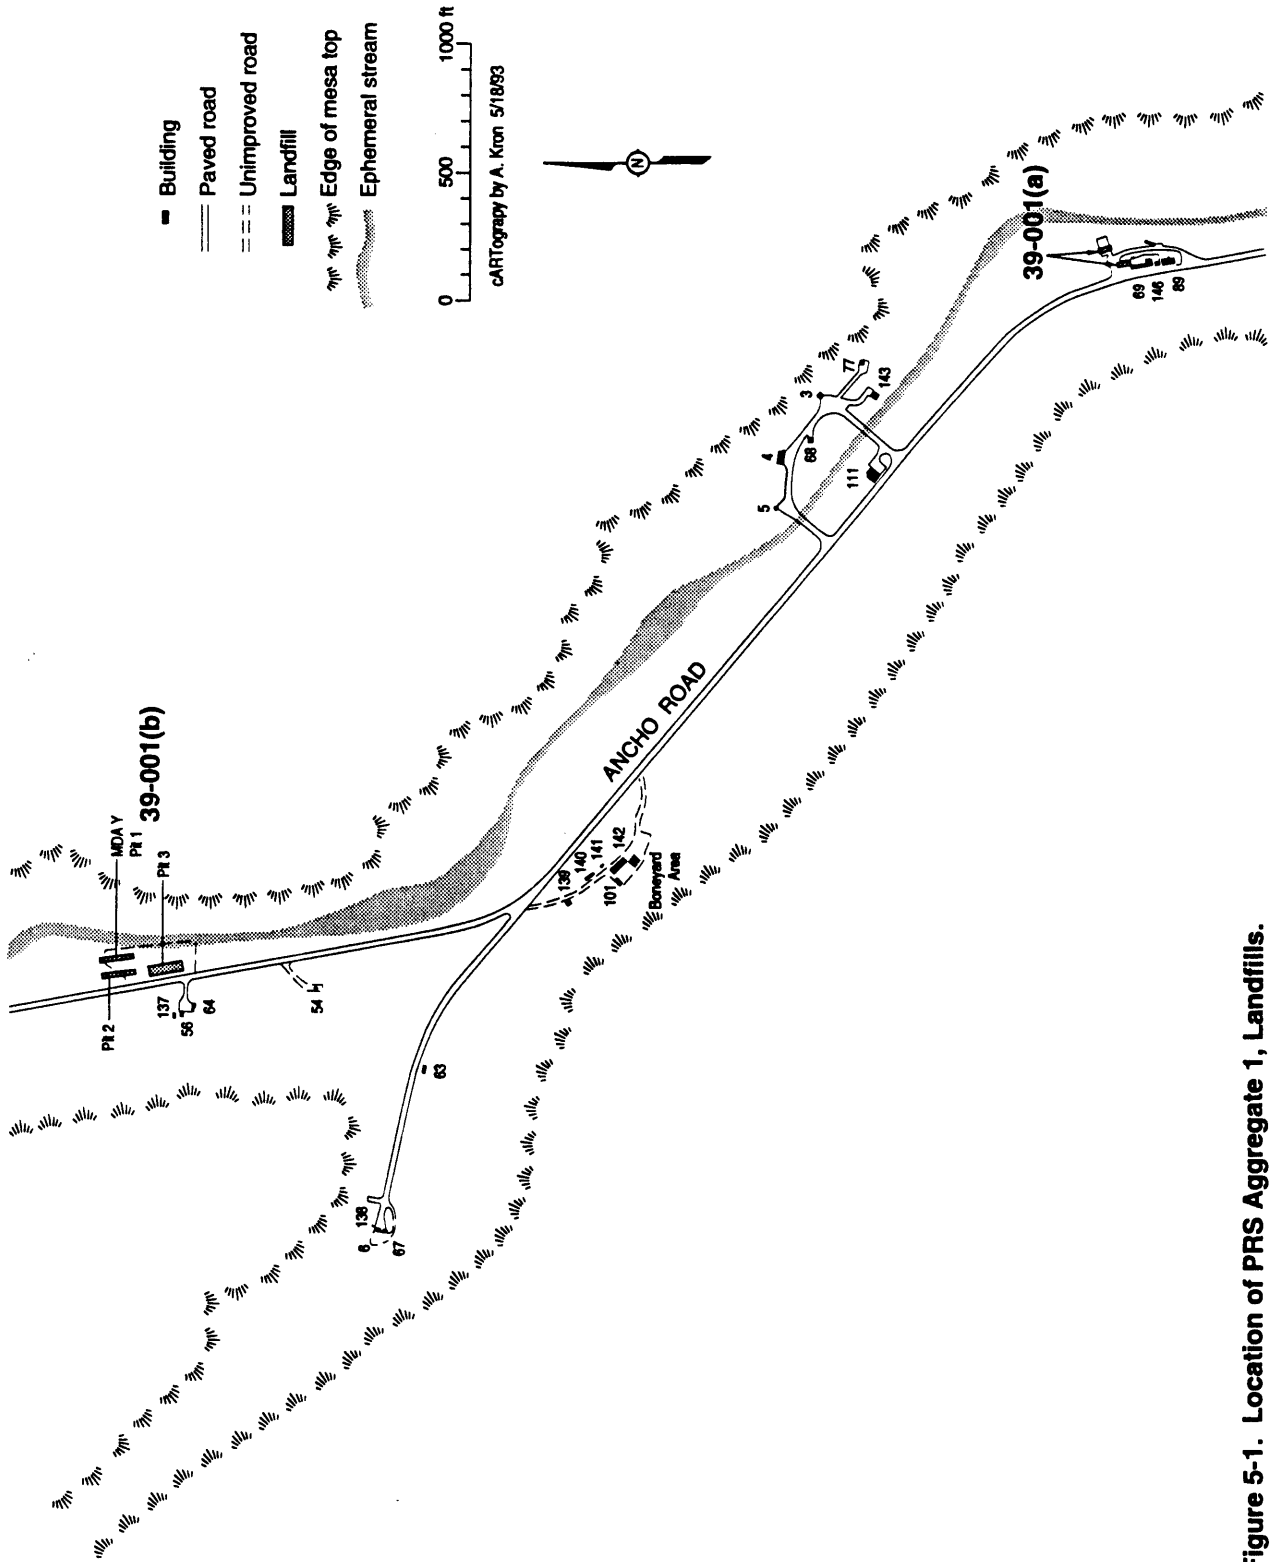 Building
Paved road
Unimproved road
Landfill
Edge of mesa top
Ephemeral stream
0 500 1000 ft
cARTograpy by A. Kron 5/18/93
N
39-001(b)
MDA Y
Pit 1
Pit 3
Pit 2
137
56
64
54
63
138
6
67
ANCHO ROAD
139
140
141
142
101
Boneyard
Area
5
4
3
68
77
143
111
39-001(a)
69
146
89
Figure 5-1. Location of PRS Aggregate 1, Landfills.